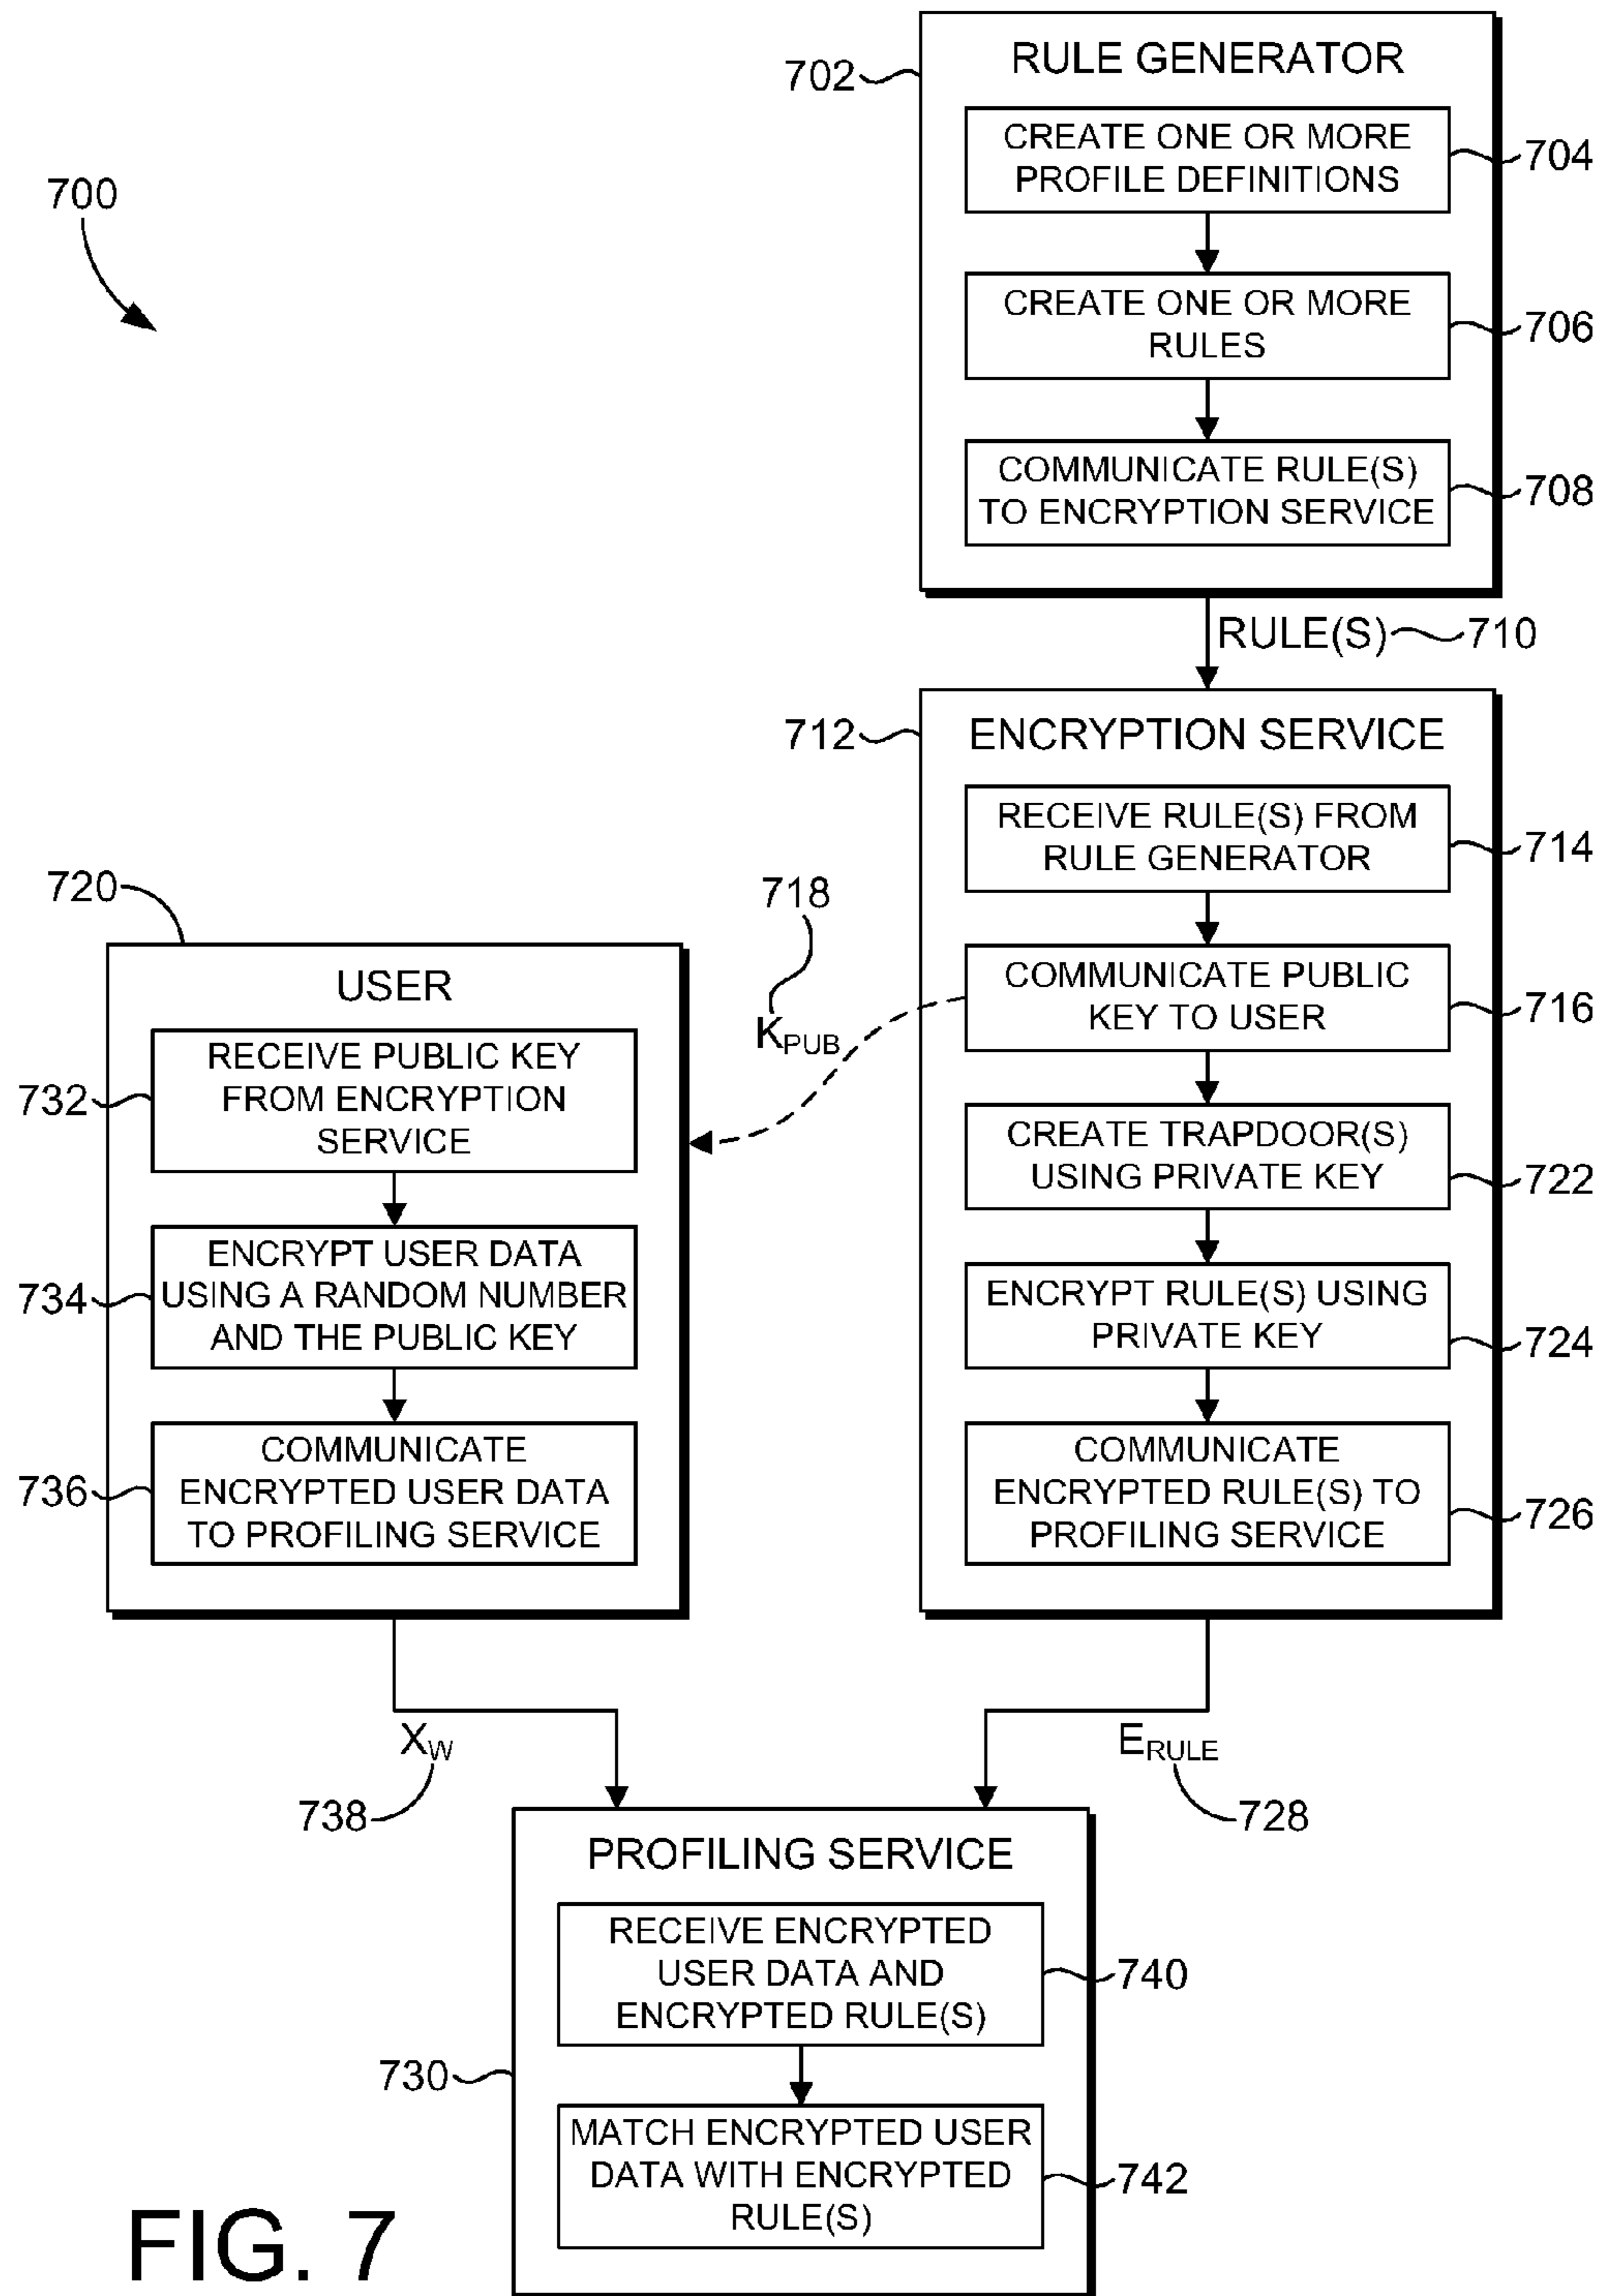 700
702
RULE GENERATOR
CREATE ONE OR MORE
PROFILE DEFINITIONS
704
CREATE ONE OR MORE
RULES
706
COMMUNICATE RULE(S)
TO ENCRYPTION SERVICE
708
RULE(S)
710
712
ENCRYPTION SERVICE
RECEIVE RULE(S) FROM
RULE GENERATOR
714
COMMUNICATE PUBLIC
KEY TO USER
716
718
KPUB
CREATE TRAPDOOR(S)
USING PRIVATE KEY
722
ENCRYPT RULE(S) USING
PRIVATE KEY
724
COMMUNICATE
ENCRYPTED RULE(S) TO
PROFILING SERVICE
726
720
USER
RECEIVE PUBLIC KEY
FROM ENCRYPTION
SERVICE
732
ENCRYPT USER DATA
USING A RANDOM NUMBER
AND THE PUBLIC KEY
734
COMMUNICATE
ENCRYPTED USER DATA
TO PROFILING SERVICE
736
XW
738
ERULE
728
PROFILING SERVICE
RECEIVE ENCRYPTED
USER DATA AND
ENCRYPTED RULE(S)
740
730
MATCH ENCRYPTED USER
DATA WITH ENCRYPTED
RULE(S)
742
FIG. 7